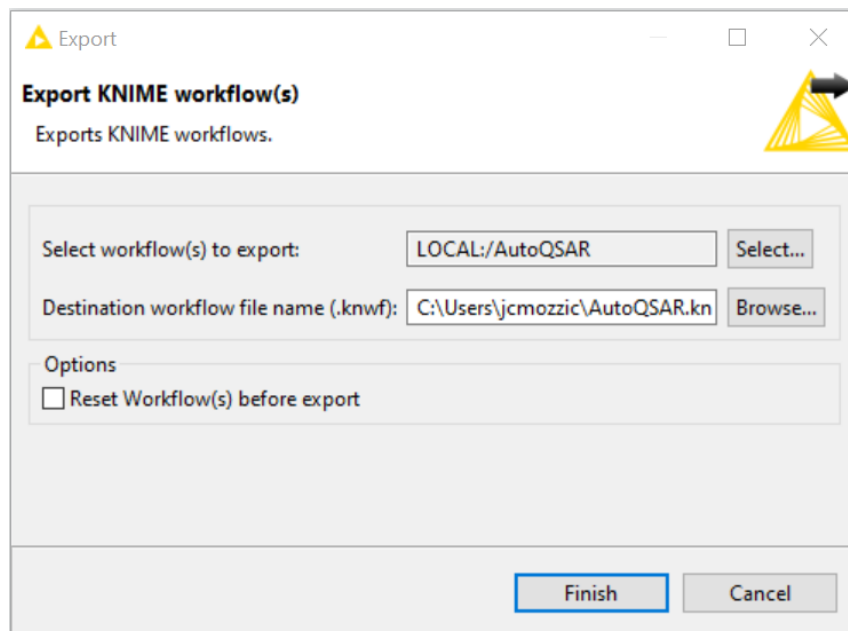 Export
Export KNIME workflow(s)
Exports KNIME workflows.
Select workflow(s) to export: LOCAL:/AutoQSAR Select...
Destination workflow file name (.knwf): C:\Users\jcmozzic\AutoQSAR.kn Browse...
Options
Reset Workflow(s) before export
Finish Cancel